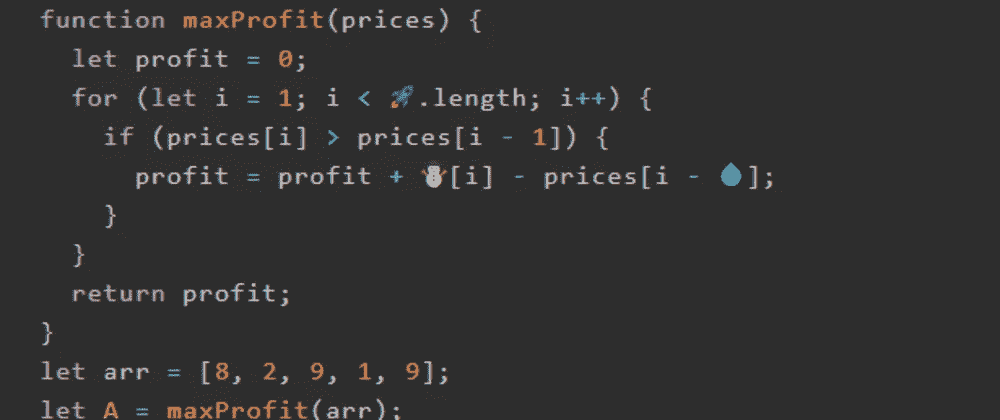 function maxProfit(prices) {
let profit = 0;
for (let i = 1; i < 🚀.length; i++) {
if (prices[i] > prices[i - 1]) {
profit = profit + ⛄[i] - prices[i - 💧];
}
}
return profit;
}
let arr = [8, 2, 9, 1, 9];
let A = maxProfit(arr);